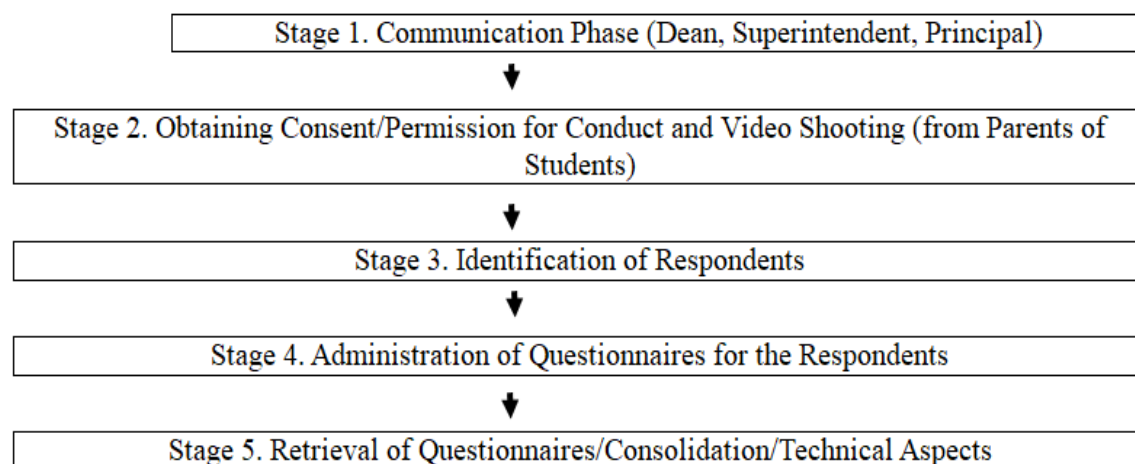 Stage 1. Communication Phase (Dean, Superintendent, Principal)
Stage 2. Obtaining Consent/Permission for Conduct and Video Shooting (from Parents of
Students)
Stage 3. Identification of Respondents
Stage 4. Administration of Questionnaires for the Respondents
Stage 5. Retrieval of Questionnaires/Consolidation/Technical Aspects